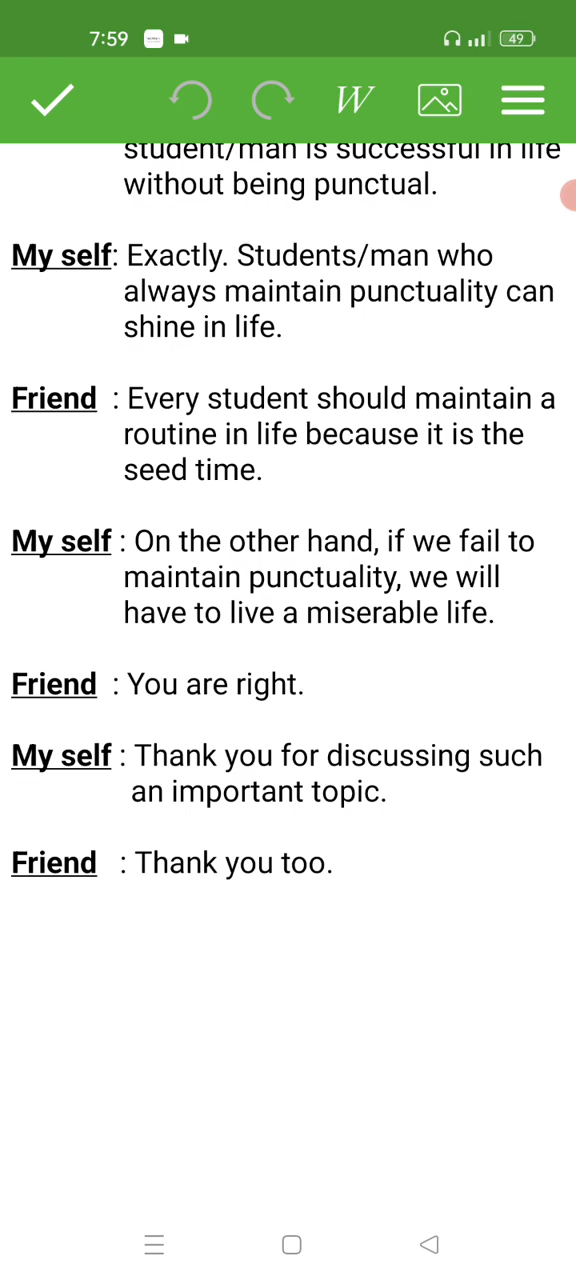 7:59
49
W
student/man is successful in life
without being punctual.
My self: Exactly. Students/man who
always maintain punctuality can
shine in life.
Friend : Every student should maintain a
routine in life because it is the
seed time.
My self : On the other hand, if we fail to
maintain punctuality, we will
have to live a miserable life.
Friend : You are right.
My self : Thank you for discussing such
an important topic.
Friend : Thank you too.